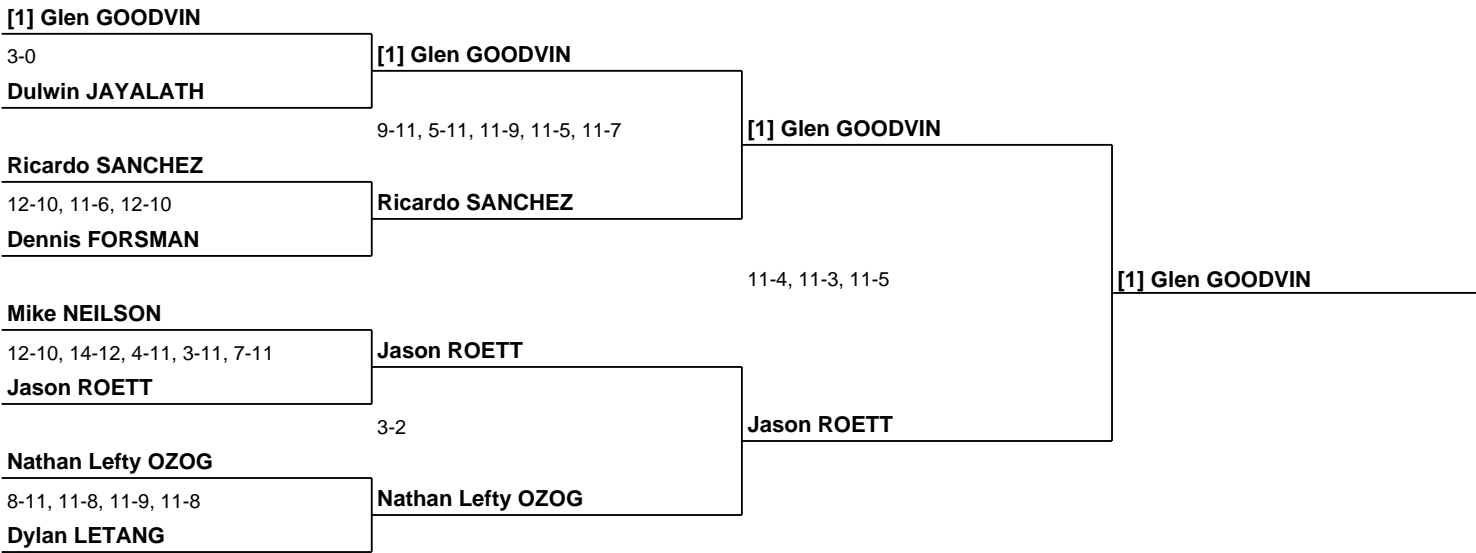 [1] Glen GOODVIN
3-0
[1] Glen GOODVIN
Dulwin JAYALATH
9-11, 5-11, 11-9, 11-5, 11-7
[1] Glen GOODVIN
Ricardo SANCHEZ
12-10, 11-6, 12-10
Ricardo SANCHEZ
Dennis FORSMAN
11-4, 11-3, 11-5
[1] Glen GOODVIN
Mike NEILSON
12-10, 14-12, 4-11, 3-11, 7-11
Jason ROETT
Jason ROETT
3-2
Jason ROETT
Nathan Lefty OZOG
8-11, 11-8, 11-9, 11-8
Nathan Lefty OZOG
Dylan LETANG